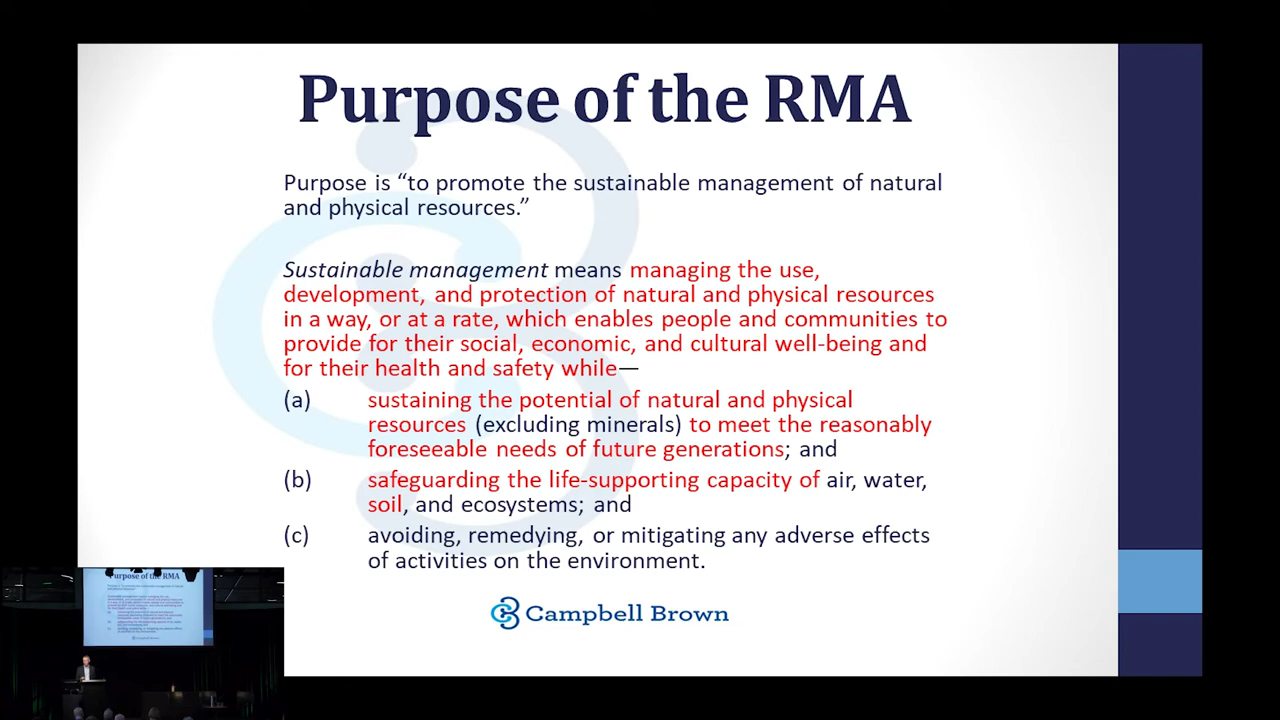 Purpose of the RMA
Purpose is “to promote the sustainable management of natural
and physical resources.”
Sustainable management means managing the use,
development, and protection of natural and physical resources
in a way, or at a rate, which enables people and communities to
provide for their social, economic, and cultural well-being and
for their health and safety while—
(a) sustaining the potential of natural and physical
resources (excluding minerals) to meet the reasonably
foreseeable needs of future generations; and
(b) safeguarding the life-supporting capacity of air, water,
soil, and ecosystems; and
(c) avoiding, remedying, or mitigating any adverse effects
of activities on the environment.
Campbell Brown
Purpose of the RMA